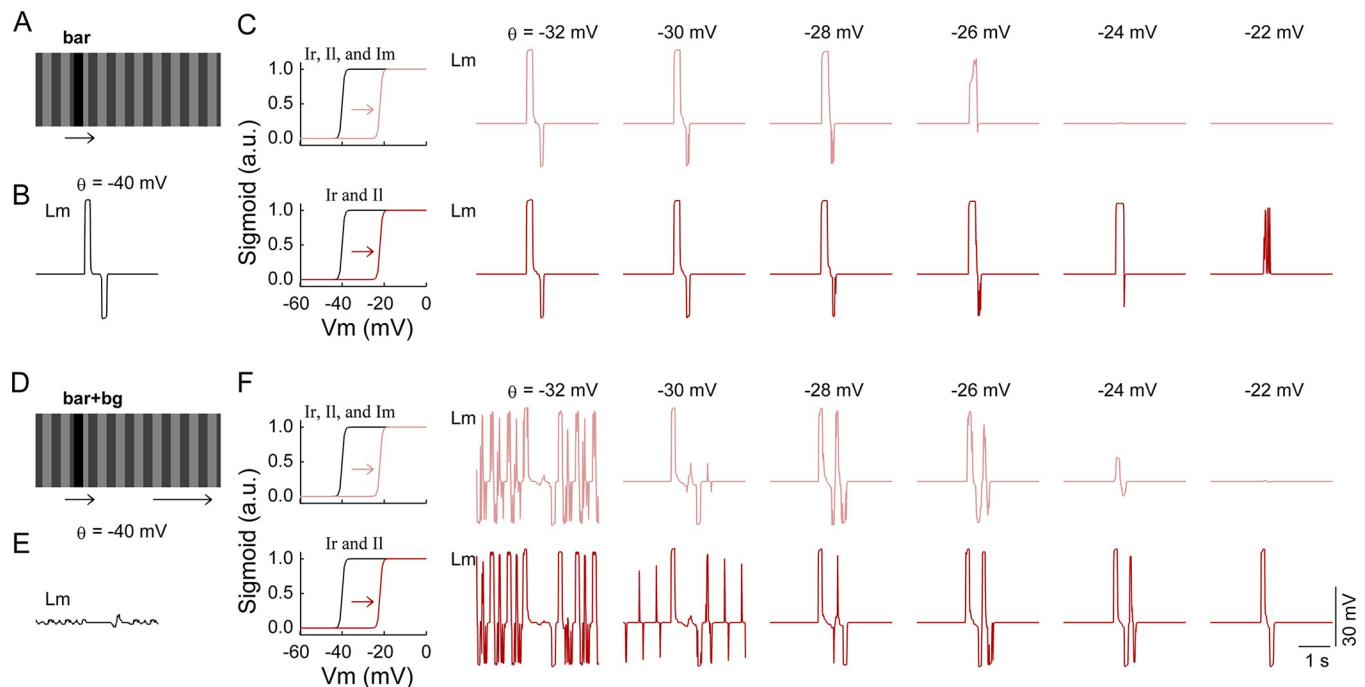 A
bar
B
θ = -40 mV
Lm
C
Sigmoid (a.u.)
Ir, Il, and Im
1.0
0.5
0.0
Ir and Il
1.0
0.5
0.0
-60 -40 -20 0
Vm (mV)
θ = -32 mV -30 mV -28 mV -26 mV -24 mV -22 mV
Lm
Lm
D
bar+bg
E
θ = -40 mV
Lm
F
Sigmoid (a.u.)
Ir, Il, and Im
1.0
0.5
0.0
Ir and Il
1.0
0.5
0.0
-60 -40 -20 0
Vm (mV)
θ = -32 mV -30 mV -28 mV -26 mV -24 mV -22 mV
Lm
Lm
30 mV
1 s